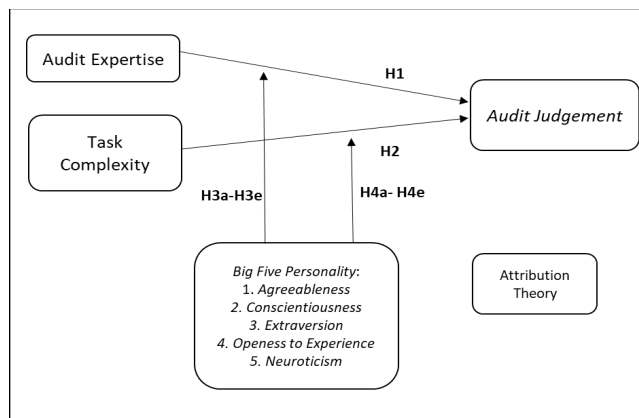 Audit Expertise
H1
Audit Judgement
Task
Complexity
H2
H3a-H3e
H4a- H4e
Big Five Personality:
1. Agreeableness
2. Conscientiousness
3. Extraversion
4. Openess to Experience
5. Neuroticism
Attribution
Theory